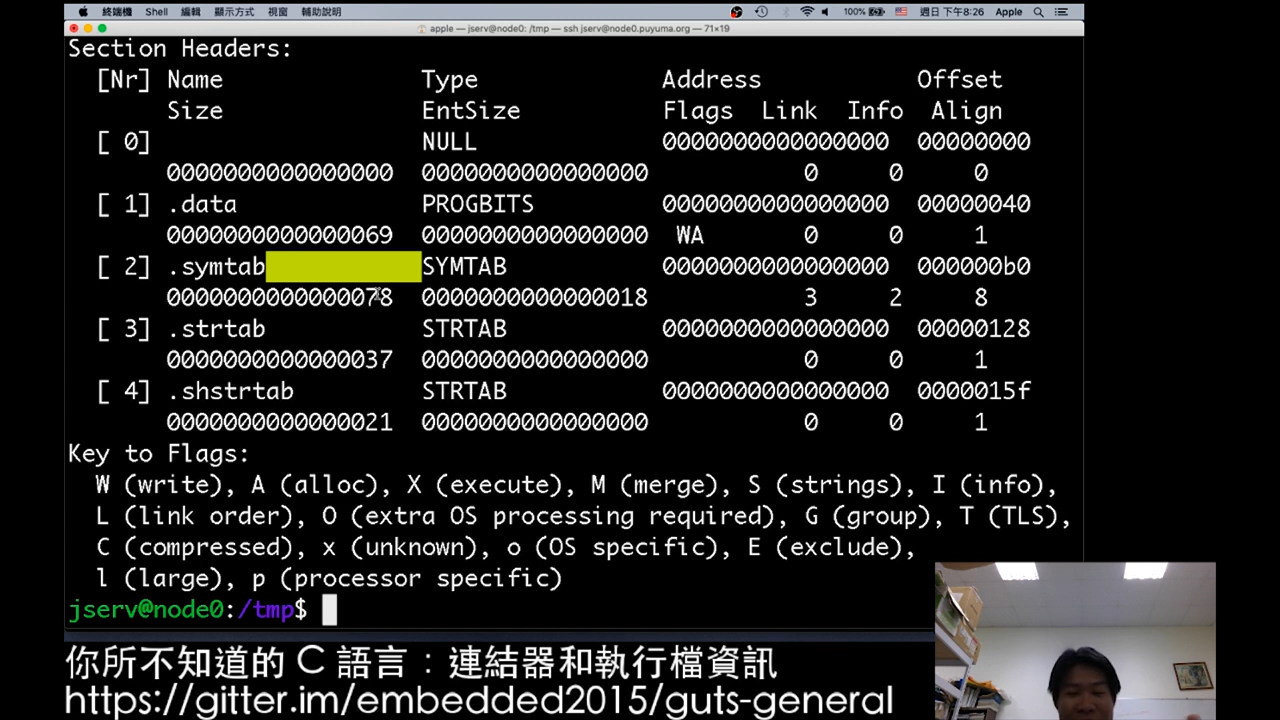 終端機 Shell 編輯 顯示方式 視窗 輔助說明 100% 週日 下午8:26 Apple
apple — jserv@node0: /tmp — ssh jserv@node0.puyuma.org — 71×19
Section Headers:
[Nr] Name Type Address Offset
Size EntSize Flags Link Info Align
[ 0] NULL 0000000000000000 00000000
0000000000000000 0000000000000000 0 0 0
[ 1] .data PROGBITS 0000000000000000 00000040
0000000000000069 0000000000000000 WA 0 0 1
[ 2] .symtab SYMTAB 0000000000000000 000000b0
0000000000000078 0000000000000018 3 2 8
[ 3] .strtab STRTAB 0000000000000000 00000128
0000000000000037 0000000000000000 0 0 1
[ 4] .shstrtab STRTAB 0000000000000000 0000015f
0000000000000021 0000000000000000 0 0 1
Key to Flags:
W (write), A (alloc), X (execute), M (merge), S (strings), I (info),
L (link order), O (extra OS processing required), G (group), T (TLS),
C (compressed), x (unknown), o (OS specific), E (exclude),
l (large), p (processor specific)
jserv@node0:/tmp$
你所不知道的 C 語言：連結器和執行檔資訊
https://gitter.im/embedded2015/guts-general